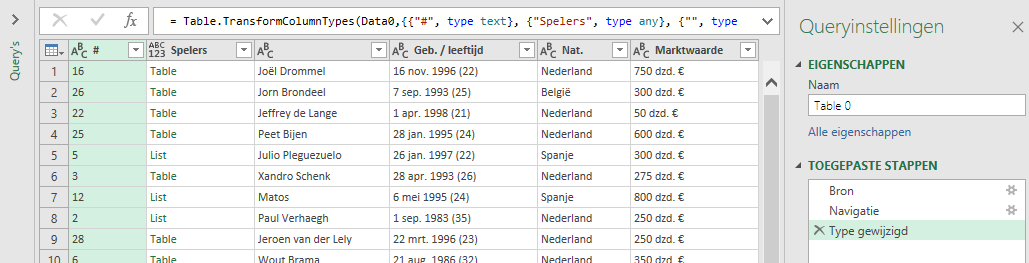 Query's
= Table.TransformColumnTypes(Data0,{{"#", type text}, {"Spelers", type any}, {"", type
# Spelers Geb. / leeftijd Nat. Marktwaarde
1 16 Table Joël Drommel 16 nov. 1996 (22) Nederland 750 dzd. €
2 26 Table Jorn Brondeel 7 sep. 1993 (25) België 300 dzd. €
3 22 Table Jeffrey de Lange 1 apr. 1998 (21) Nederland 50 dzd. €
4 25 Table Peet Bijen 28 jan. 1995 (24) Nederland 600 dzd. €
5 5 List Julio Pleguezuelo 26 jan. 1997 (22) Spanje 300 dzd. €
6 3 Table Xandro Schenk 28 apr. 1993 (26) Nederland 275 dzd. €
7 12 List Matos 6 mei 1995 (24) Spanje 800 dzd. €
8 2 List Paul Verhaegh 1 sep. 1983 (35) Nederland 250 dzd. €
9 28 Table Jeroen van der Lely 22 mrt. 1996 (23) Nederland 250 dzd. €
10 6 Table Wout Brama 21 aug. 1986 (32) Nederland 350 dzd. €
Queryinstellingen
EIGENSCHAPPEN
Naam
Table 0
Alle eigenschappen
TOEGEPASTE STAPPEN
Bron
Navigatie
Type gewijzigd